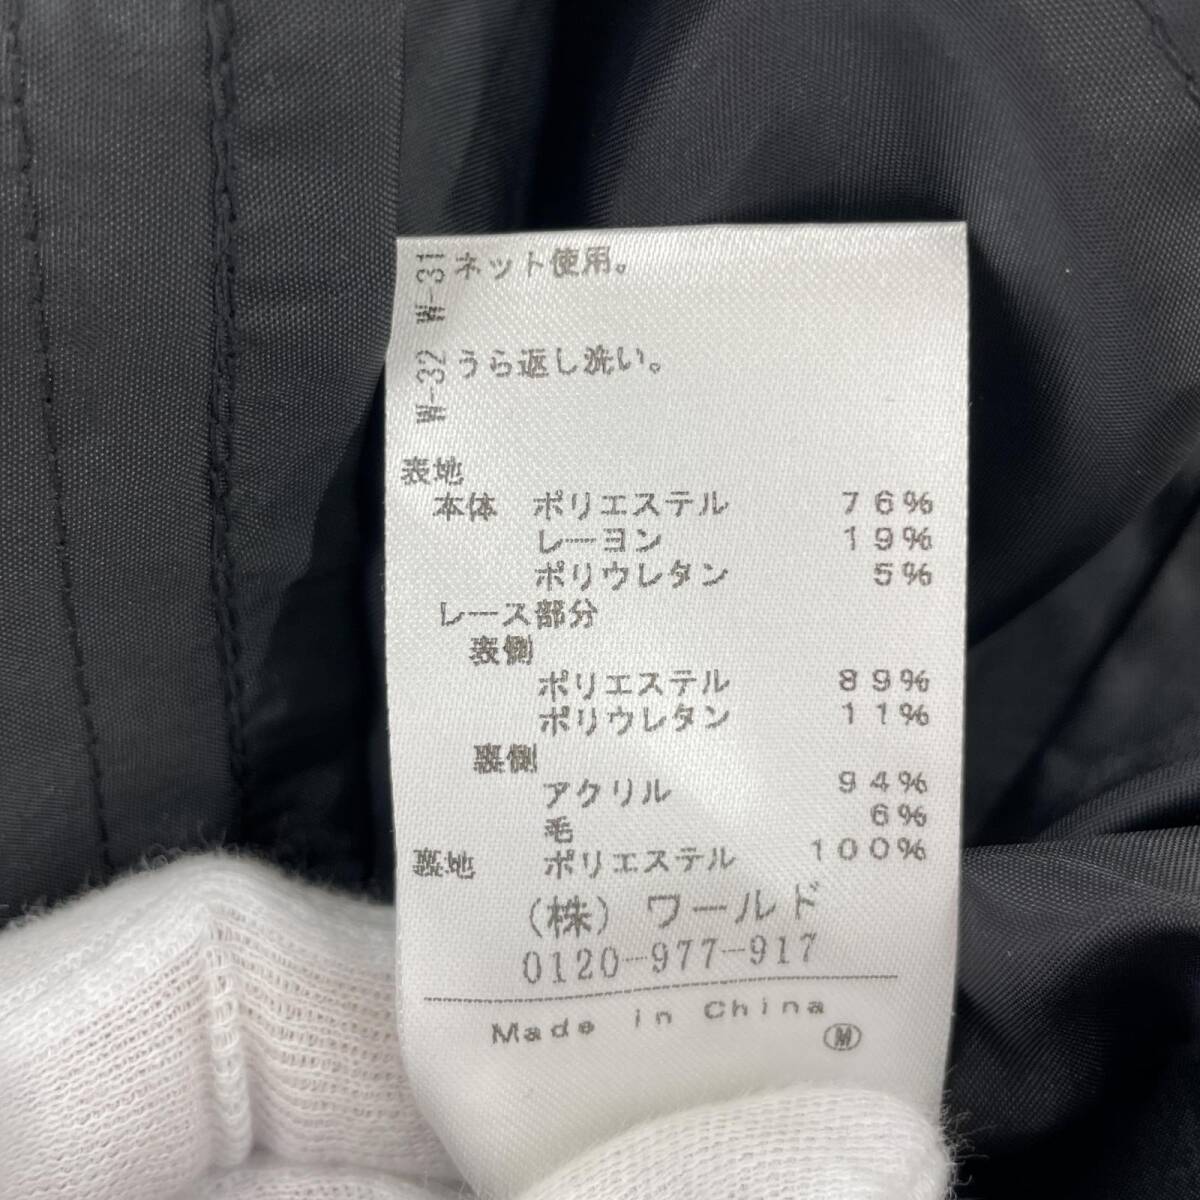 W-31 ネット使用。
W-32 うら返し洗い。
表地
本体 ポリエステル 76%
レーヨン 19%
ポリウレタン 5%
レース部分
表側
ポリエステル 89%
ポリウレタン 11%
裏側
アクリル 94%
毛 6%
裏地 ポリエステル 100%
(株)ワールド
0120-977-917
Made in China
M